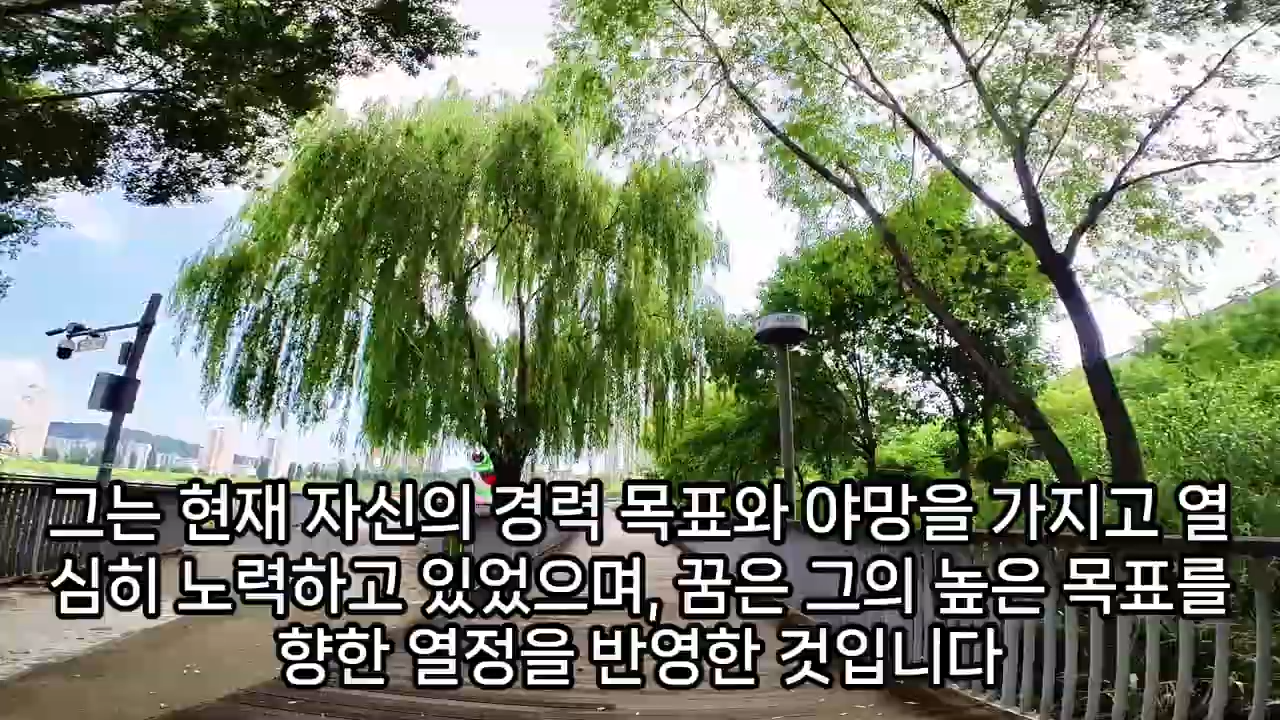 그는 현재 자신의 경력 목표와 야망을 가지고 열
심히 노력하고 있었으며, 꿈은 그의 높은 목표를
향한 열정을 반영한 것입니다